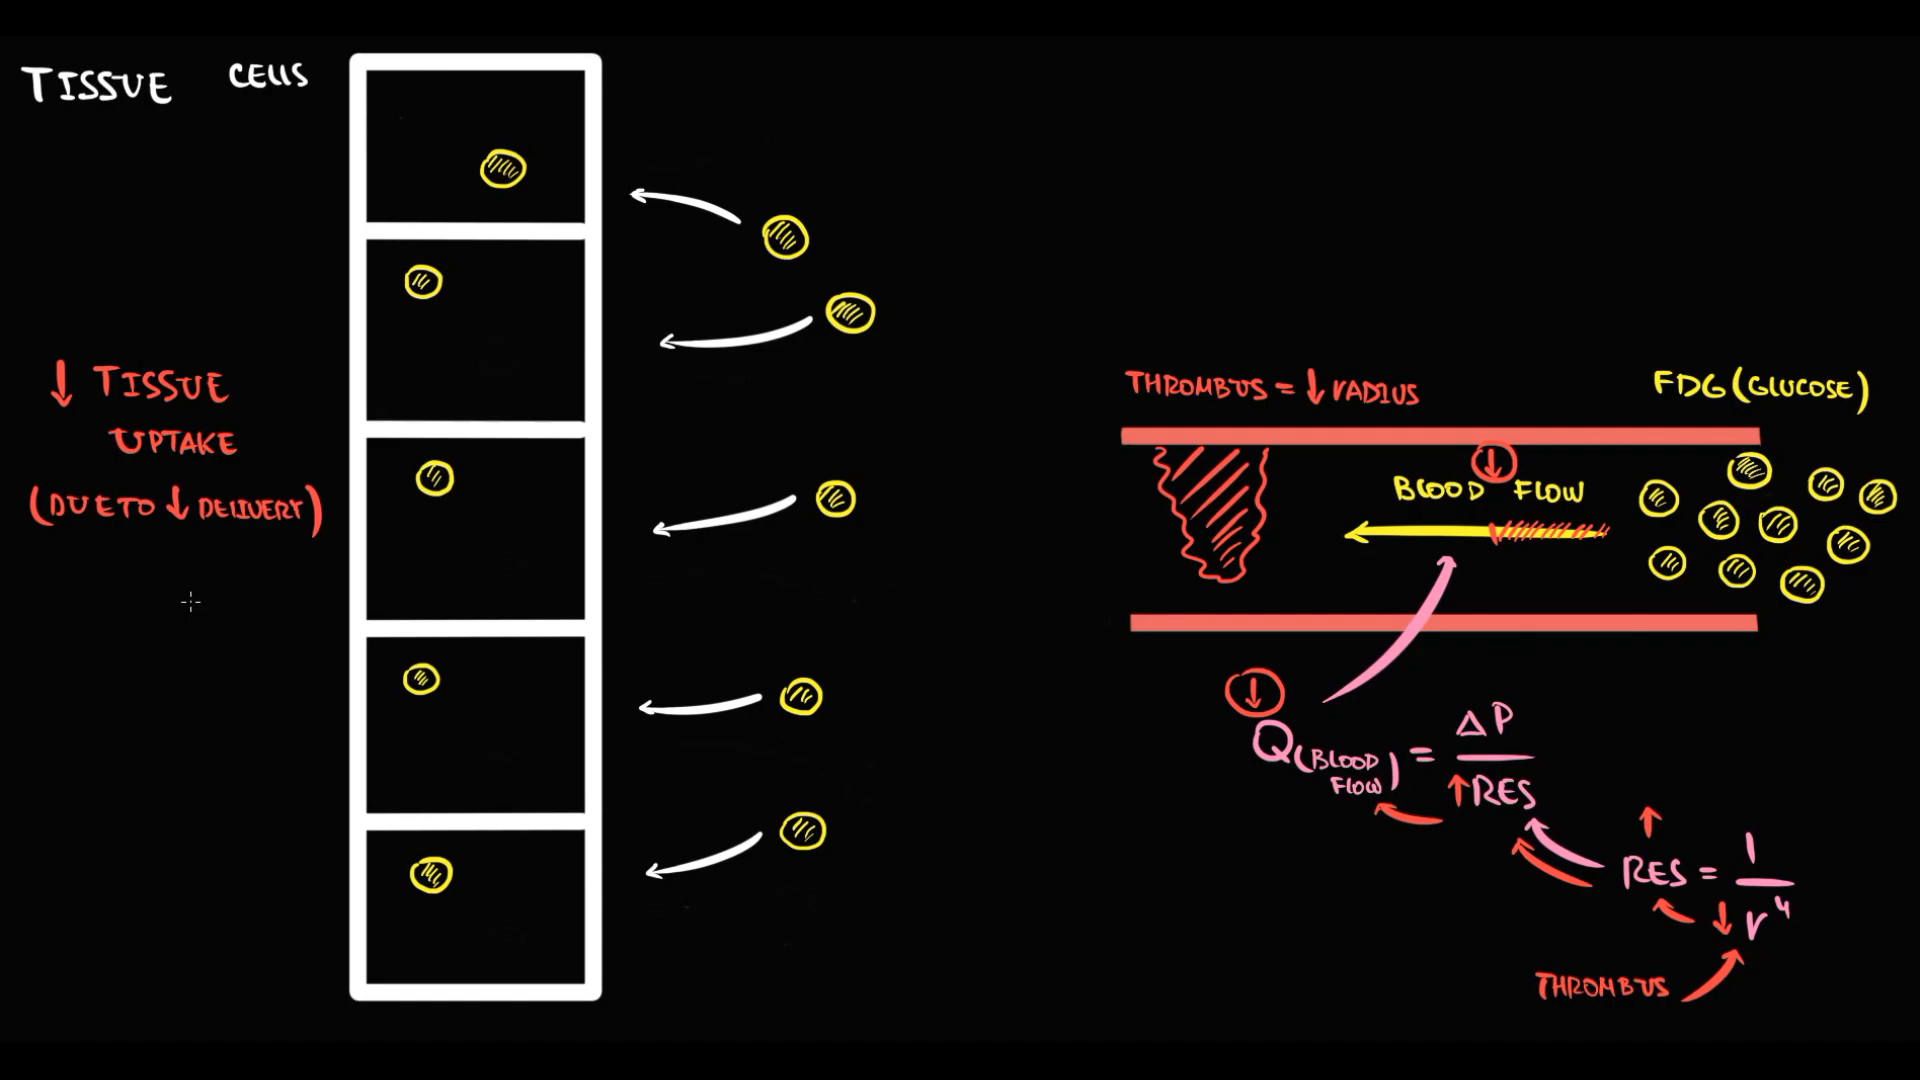 TISSUE CELLS
↓ TISSUE
UPTAKE
(DUE TO ↓ DELIVERY)
THROMBUS = ↓ RADIUS
FDG (GLUCOSE)
↓
BLOOD FLOW
↓
Q (BLOOD FLOW) = ΔP / ↑ RES
↑
RES = 1 / ↓ r⁴
THROMBUS